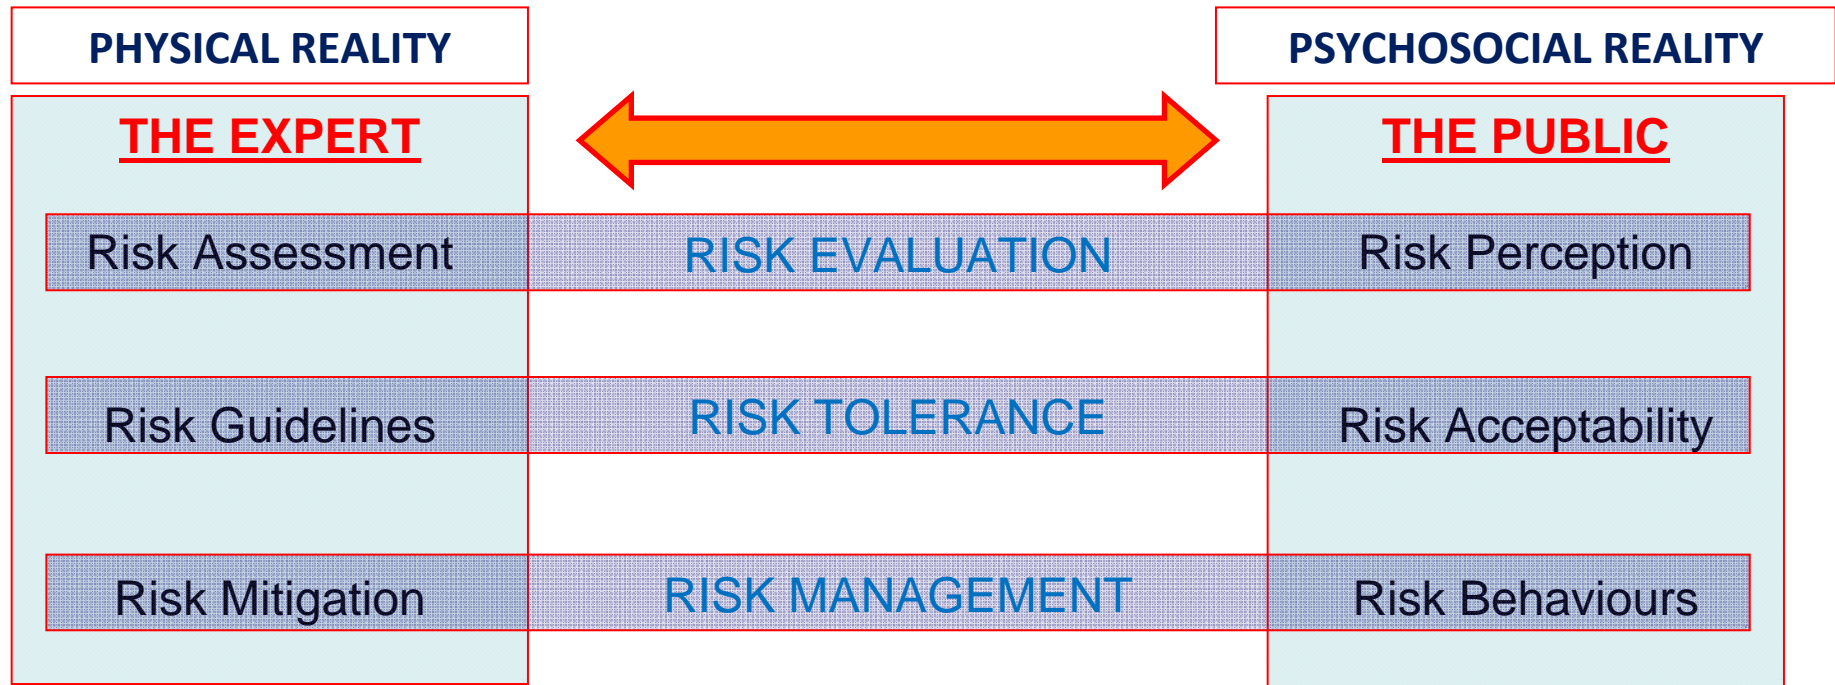 PHYSICAL REALITY
PSYCHOSOCIAL REALITY
THE EXPERT
THE PUBLIC
Risk Assessment
RISK EVALUATION
Risk Perception
Risk Guidelines
RISK TOLERANCE
Risk Acceptability
Risk Mitigation
RISK MANAGEMENT
Risk Behaviours